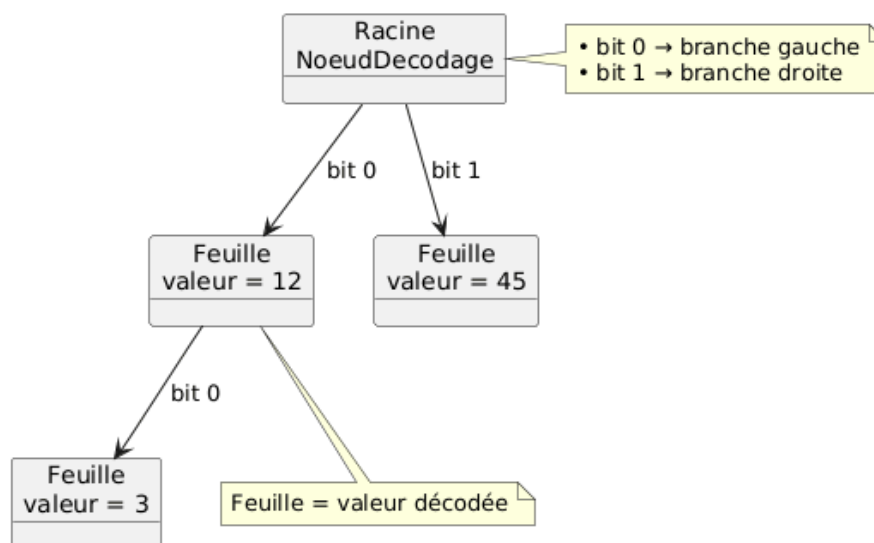 Racine
NoeudDecodage
• bit 0 → branche gauche
• bit 1 → branche droite
bit 0
bit 1
Feuille
valeur = 12
Feuille
valeur = 45
bit 0
Feuille
valeur = 3
Feuille = valeur décodée